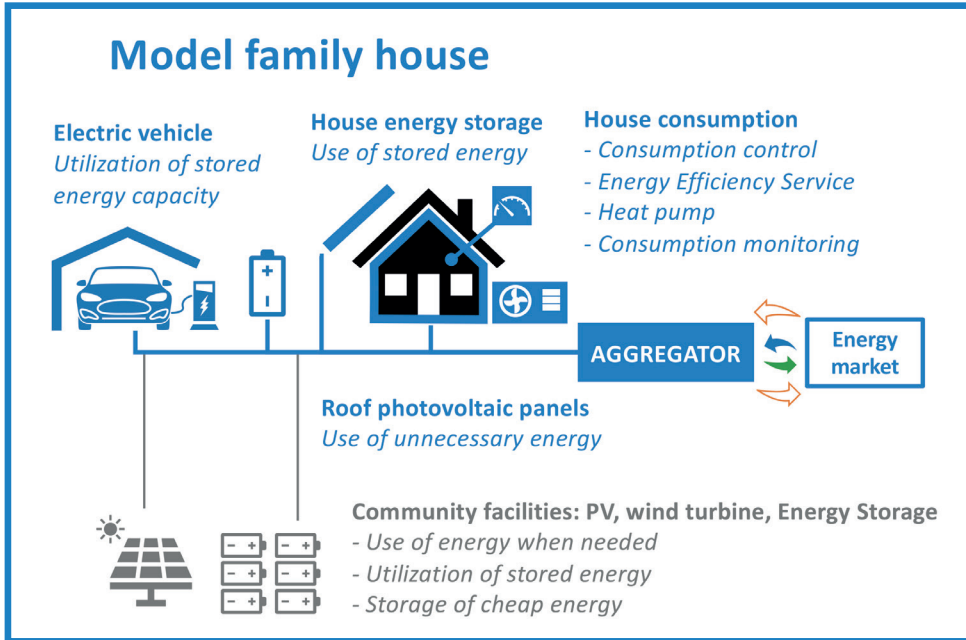 Model family house
Electric vehicle
Utilization of stored
energy capacity
House energy storage
Use of stored energy
House consumption
- Consumption control
- Energy Efficiency Service
- Heat pump
- Consumption monitoring
AGGREGATOR
Energy
market
Roof photovoltaic panels
Use of unnecessary energy
Community facilities: PV, wind turbine, Energy Storage
- Use of energy when needed
- Utilization of stored energy
- Storage of cheap energy